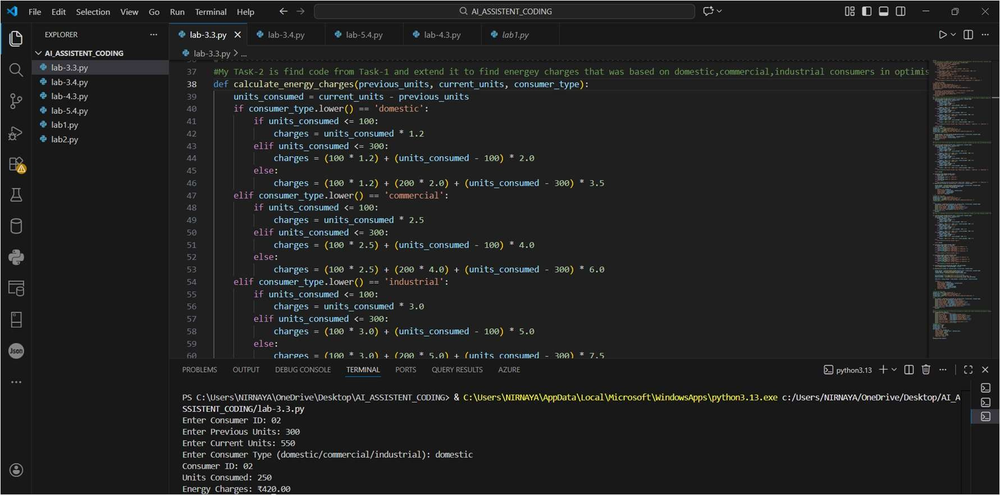 File Edit Selection View Go Run Terminal Help
AI_ASSISTENT_CODING
EXPLORER
lab-3.3.py
lab-3.4.py
lab-5.4.py
lab-4.3.py
lab1.py
AI_ASSISTENT_CODING
lab-3.3.py
lab-3.4.py
lab-4.3.py
lab-5.4.py
lab1.py
lab2.py
Json
lab-3.3.py > ...
37 #My TAsK-2 is find code from Task-1 and extend it to find energey charges that was based on domestic,commercial,industrial consumers in optimis
38 def calculate_energy_charges(previous_units, current_units, consumer_type):
39 units_consumed = current_units - previous_units
40 if consumer_type.lower() == 'domestic':
41 if units_consumed <= 100:
42 charges = units_consumed * 1.2
43 elif units_consumed <= 300:
44 charges = (100 * 1.2) + (units_consumed - 100) * 2.0
45 else:
46 charges = (100 * 1.2) + (200 * 2.0) + (units_consumed - 300) * 3.5
47 elif consumer_type.lower() == 'commercial':
48 if units_consumed <= 100:
49 charges = units_consumed * 2.5
50 elif units_consumed <= 300:
51 charges = (100 * 2.5) + (units_consumed - 100) * 4.0
52 else:
53 charges = (100 * 2.5) + (200 * 4.0) + (units_consumed - 300) * 6.0
54 elif consumer_type.lower() == 'industrial':
55 if units_consumed <= 100:
56 charges = units_consumed * 3.0
57 elif units_consumed <= 300:
58 charges = (100 * 3.0) + (units_consumed - 100) * 5.0
59 else:
60 charges = (100 * 3.0) + (200 * 5.0) + (units_consumed - 300) * 7.5
PROBLEMS OUTPUT DEBUG CONSOLE TERMINAL PORTS QUERY RESULTS AZURE
python3.13
PS C:\Users\NIRNAYA\OneDrive\Desktop\AI_ASSISTENT_CODING> & C:\Users\NIRNAYA\AppData\Local\Microsoft\WindowsApps\python3.13.exe c:/Users/NIRNAYA/OneDrive/Desktop/AI_A
SSISTENT_CODING/lab-3.3.py
Enter Consumer ID: 02
Enter Previous Units: 300
Enter Current Units: 550
Enter Consumer Type (domestic/commercial/industrial): domestic
Consumer ID: 02
Units Consumed: 250
Energy Charges: ₹420.00